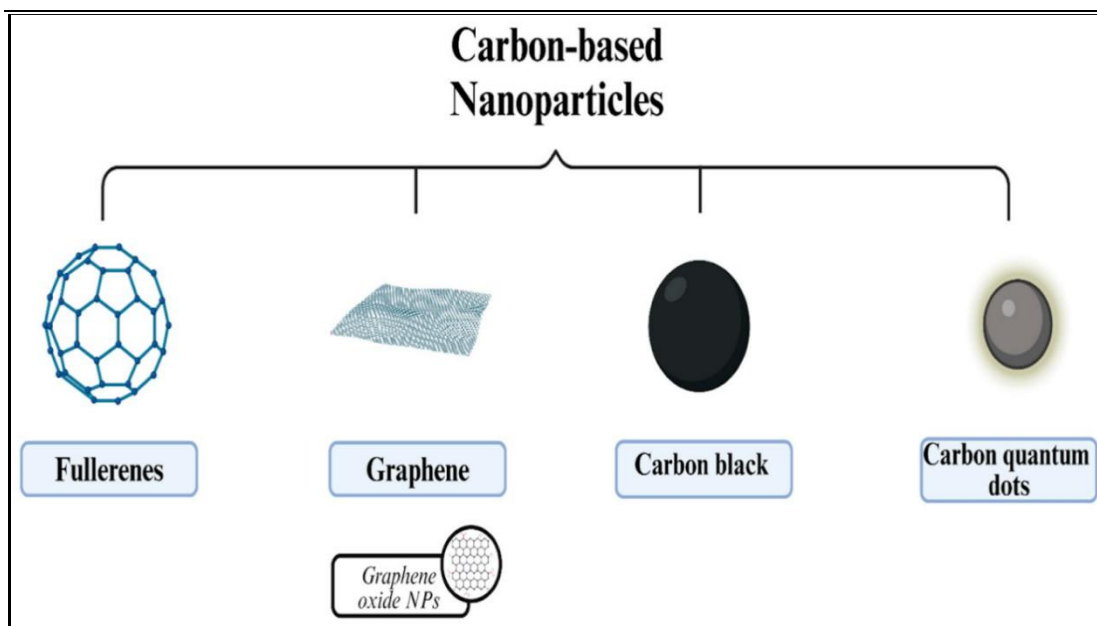 Carbon-based
Nanoparticles
Fullerenes
Graphene
Carbon black
Carbon quantum
dots
Graphene
oxide NPs